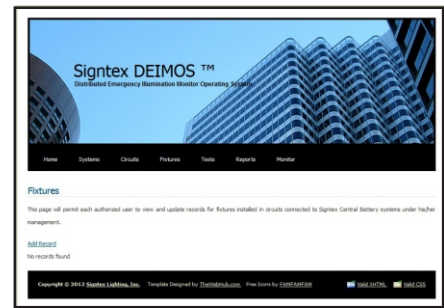 Signtex DEIMOS ™
Distributed Emergency Illumination Monitor Operating System
Home Systems Circuits Fixtures Tests Reports Monitor
Fixtures
This page will permit each authorized user to view and update records for fixtures installed in circuits connected to Signtex Central Battery systems under his/her
management.
Add Record
No records found
Copyright © 2012 Signtex Lighting, Inc. Template Designed by TheWebHub.com Free Icons by FAMFAMFAM Valid XHTML Valid CSS